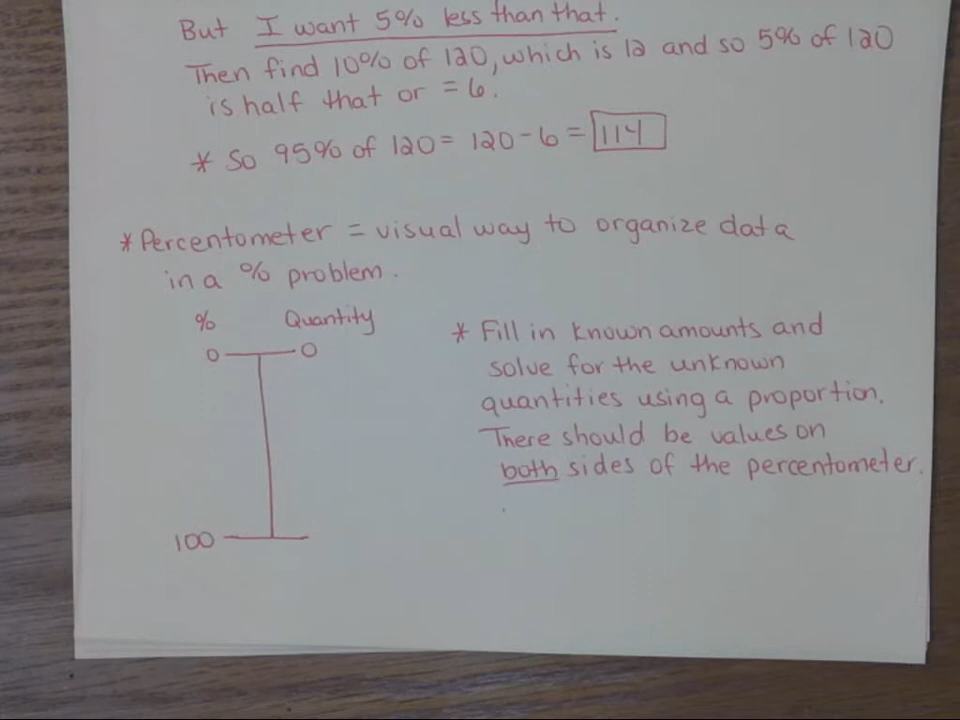 But I want 5% less than that.
Then find 10% of 120, which is 12 and so 5% of 120
is half that or = 6.
* So 95% of 120 = 120 - 6 = 114
* Percentometer = visual way to organize data
in a % problem.
% Quantity
0 0
100
* Fill in known amounts and
solve for the unknown
quantities using a proportion.
There should be values on
both sides of the percentometer.